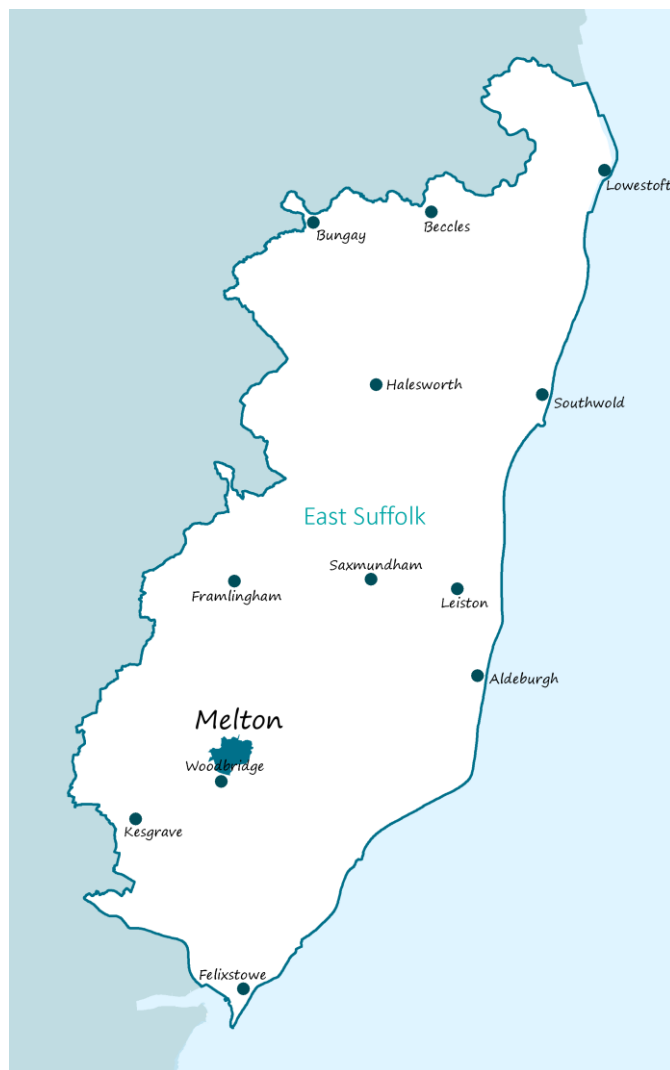 Lowestoft
Beccles
Bungay
Halesworth
Southwold
East Suffolk
Saxmundham
Framlingham
Leiston
Aldeburgh
Melton
Woodbridge
Kesgrave
Felixstowe